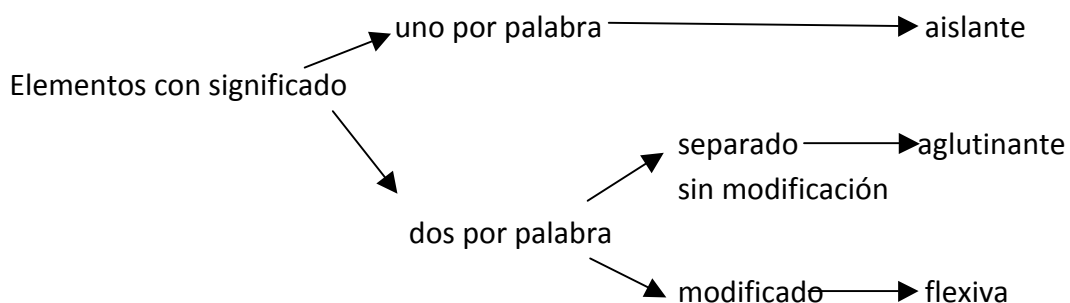 uno por palabra
aislante
Elementos con significado
separado
aglutinante
sin modificación
dos por palabra
modificado
flexiva